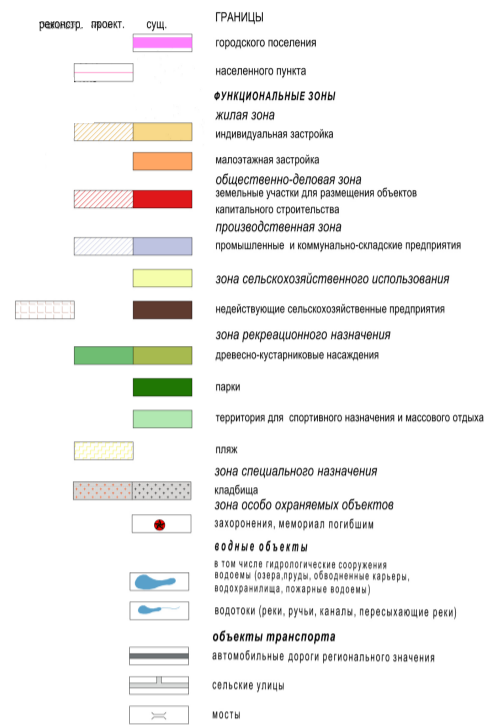 реконстр. проект. сущ.
ГРАНИЦЫ
городского поселения
населенного пункта
ФУНКЦИОНАЛЬНЫЕ ЗОНЫ
жилая зона
индивидуальная застройка
малоэтажная застройка
общественно-деловая зона
земельные участки для размещения объектов
капитального строительства
производственная зона
промышленные и коммунально-складские предприятия
зона сельскохозяйственного использования
недействующие сельскохозяйственные предприятия
зона рекреационного назначения
древесно-кустарниковые насаждения
парки
территория для спортивного назначения и массового отдыха
пляж
зона специального назначения
кладбища
зона особо охраняемых объектов
захоронения, мемориал погибшим
водные объекты
в том числе гидрологические сооружения
водоемы (озера,пруды, обводненные карьеры,
водохранилища, пожарные водоемы)
водотоки (реки, ручьи, каналы, пересыхающие реки)
объекты транспорта
автомобильные дороги регионального значения
сельские улицы
мосты